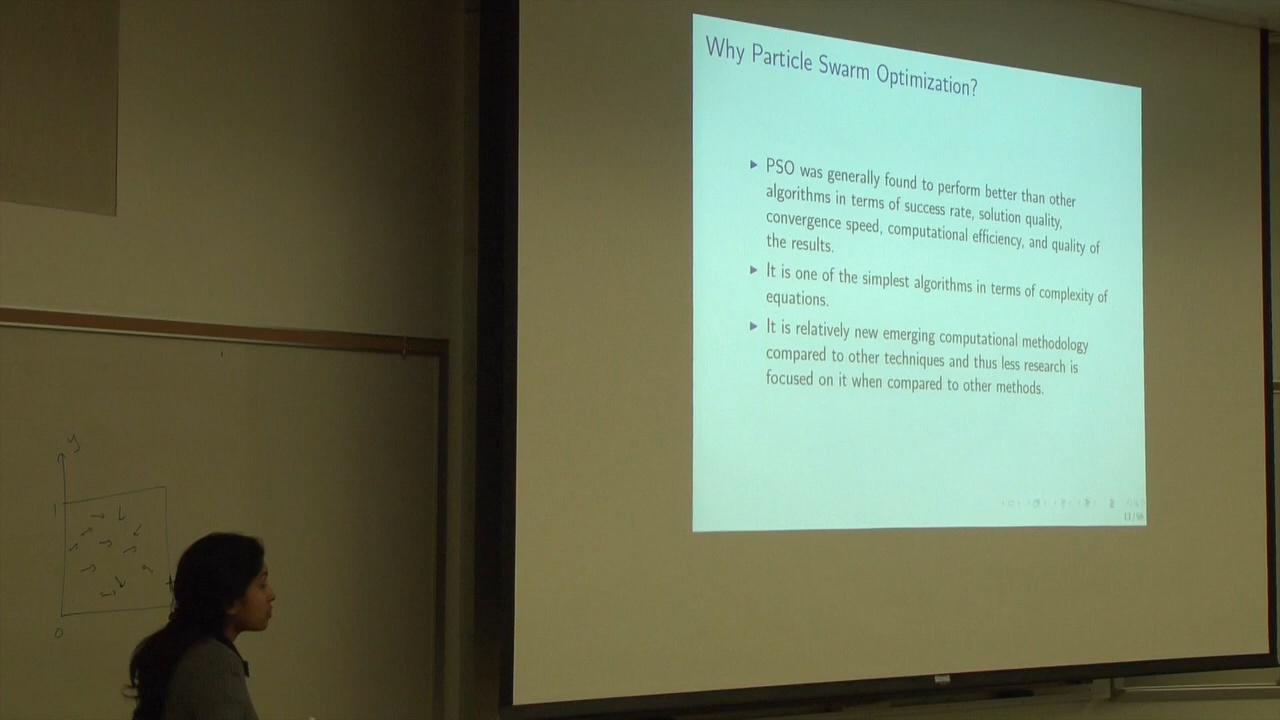 Why Particle Swarm Optimization?
▶ PSO was generally found to perform better than other
algorithms in terms of success rate, solution quality,
convergence speed, computational efficiency, and quality of
the results.
▶ It is one of the simplest algorithms in terms of complexity of
equations.
▶ It is relatively new emerging computational methodology
compared to other techniques and thus less research is
focused on it when compared to other methods.
y
1
0